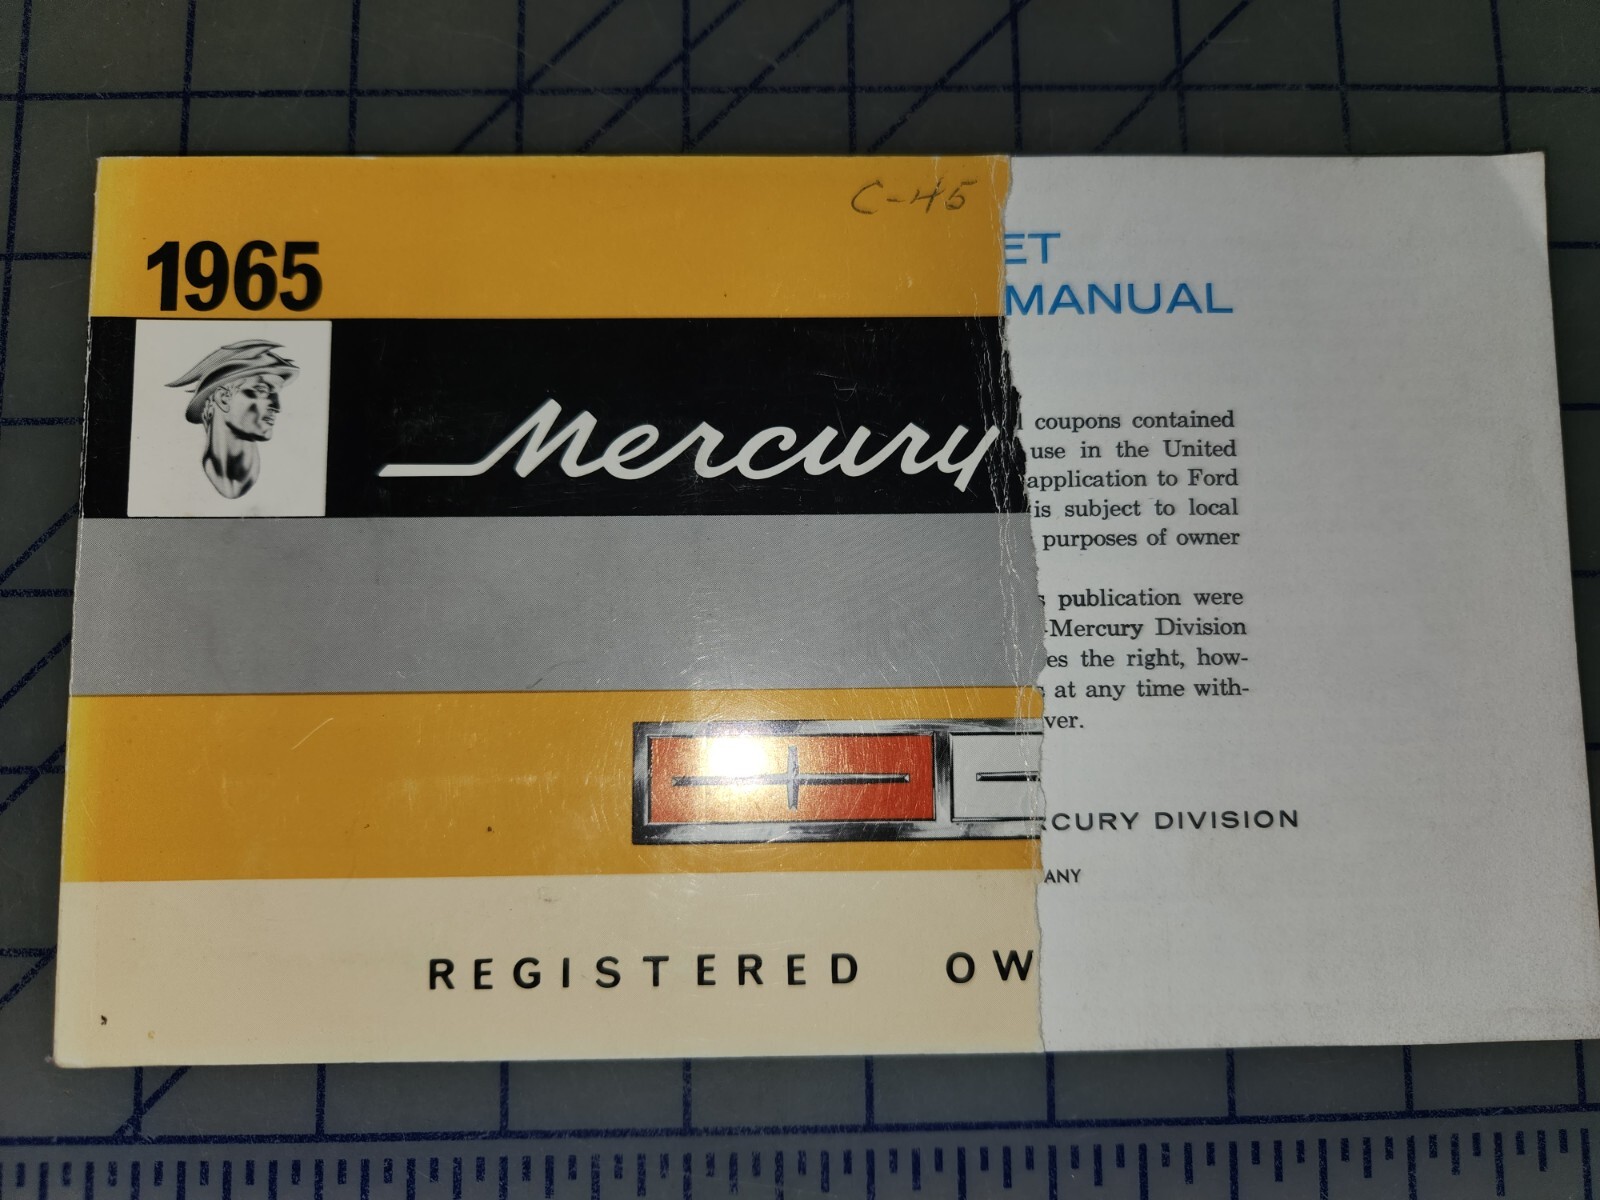 C-45
1965
Mercury
REGISTERED OW
ET
MANUAL
coupons contained
use in the United
application to Ford
is subject to local
purposes of owner
publication were
-Mercury Division
es the right, how-
at any time with-
ver.
CURY DIVISION
ANY